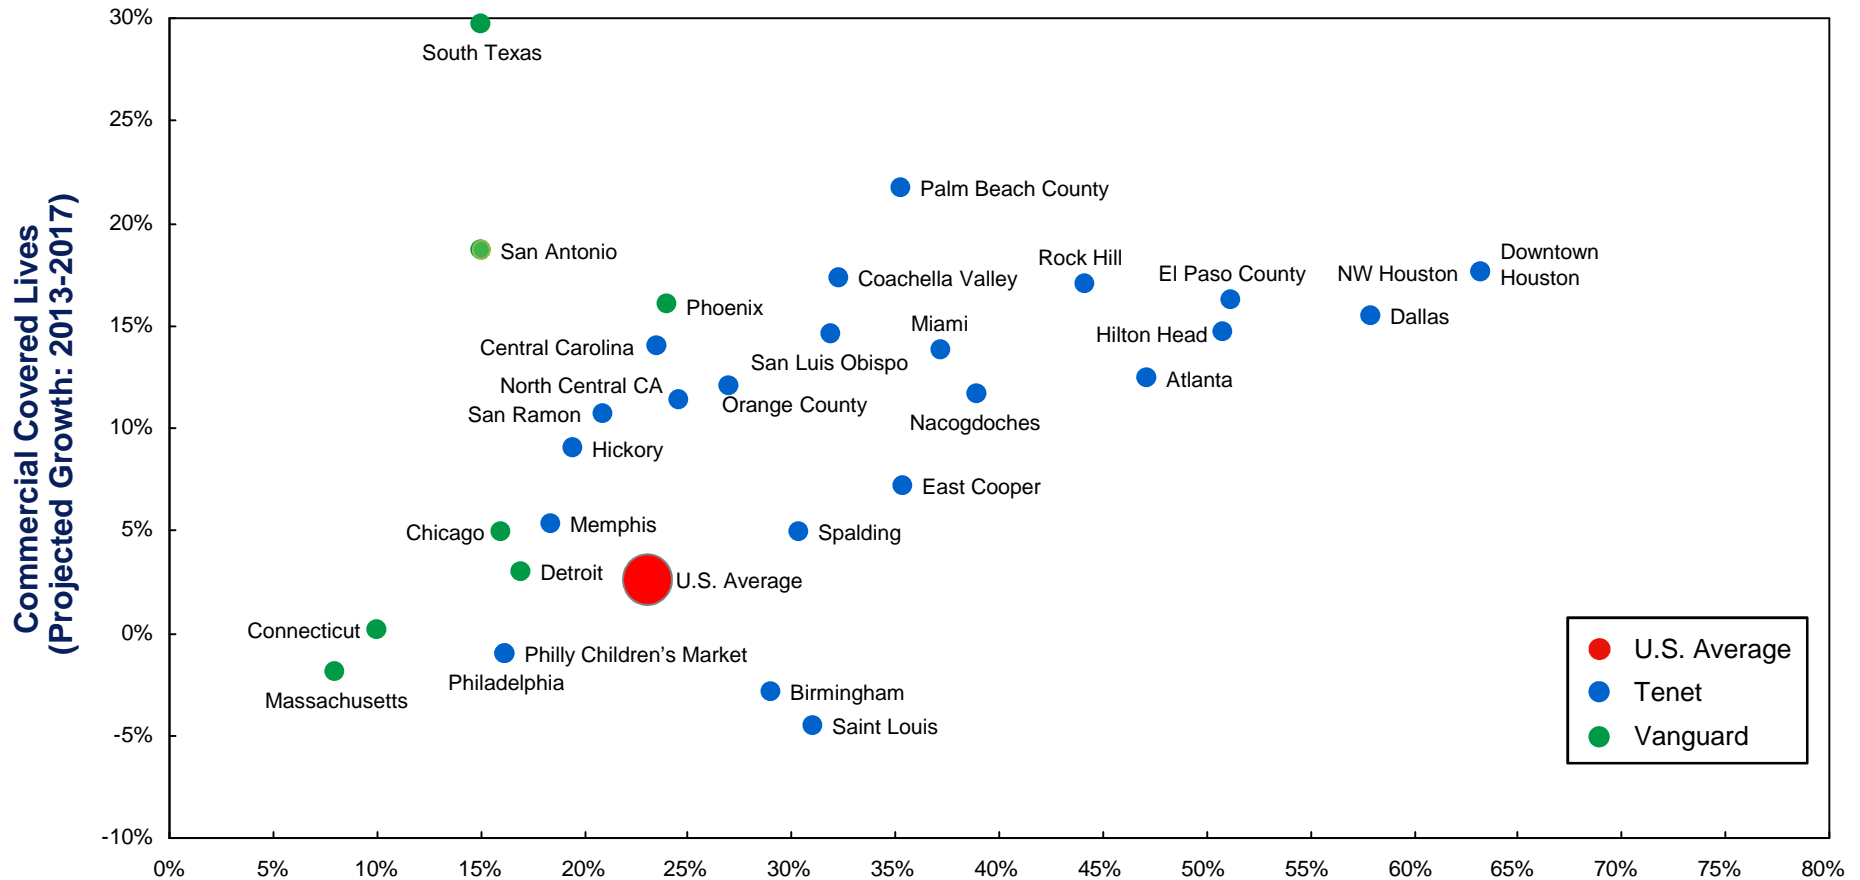 Commercial Covered Lives
(Projected Growth: 2013-2017)
30%
25%
20%
15%
10%
5%
0%
-5%
-10%
South Texas
Palm Beach County
San Antonio
Rock Hill
Downtown
Houston
El Paso County
NW Houston
Coachella Valley
Phoenix
Dallas
Miami
Hilton Head
Central Carolina
San Luis Obispo
Atlanta
North Central CA
Orange County
San Ramon
Nacogdoches
Hickory
East Cooper
Memphis
Chicago
Spalding
Detroit
U.S. Average
Connecticut
Philly Children’s Market
Philadelphia
Massachusetts
Birmingham
Saint Louis
U.S. Average
Tenet
Vanguard
0%
5%
10%
15%
20%
25%
30%
35%
40%
45%
50%
55%
60%
65%
70%
75%
80%